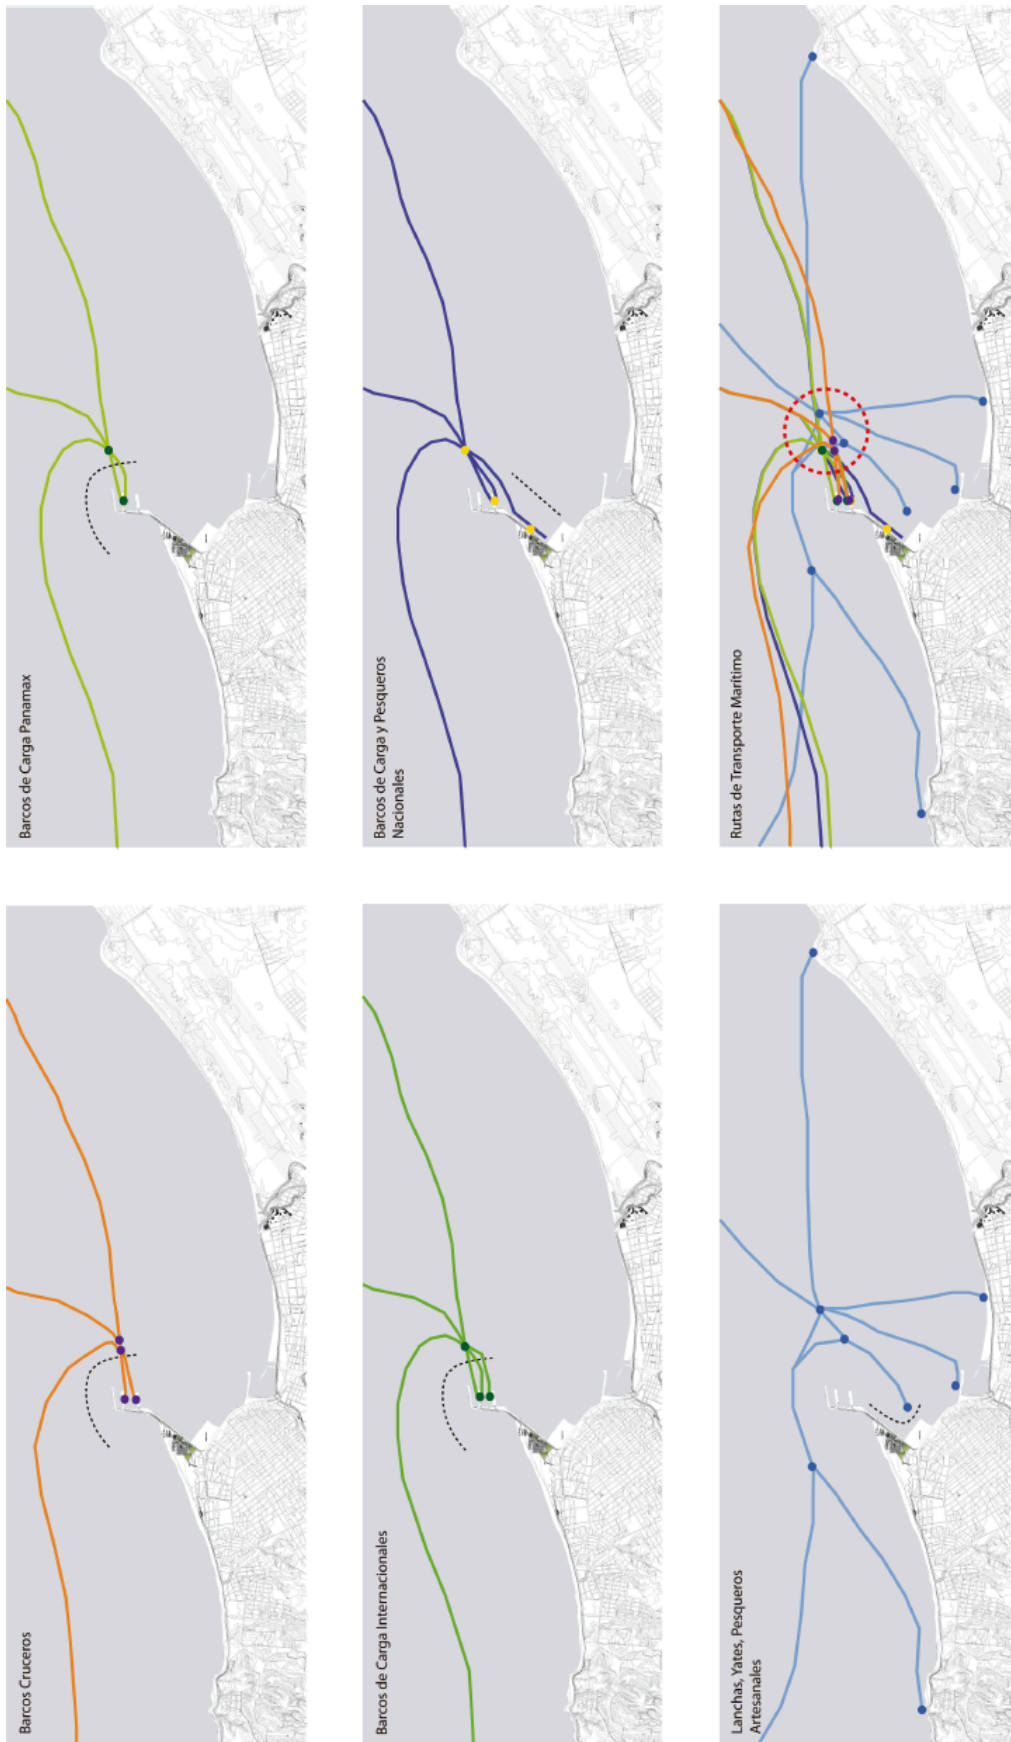 Barcos Cruceros
Barcos de Carga Panamax
Barcos de Carga Internacionales
Barcos de Carga y Pesqueros
Nacionales
Lanchas, Yates, Pesqueros
Artesanales
Rutas de Transporte Marítimo